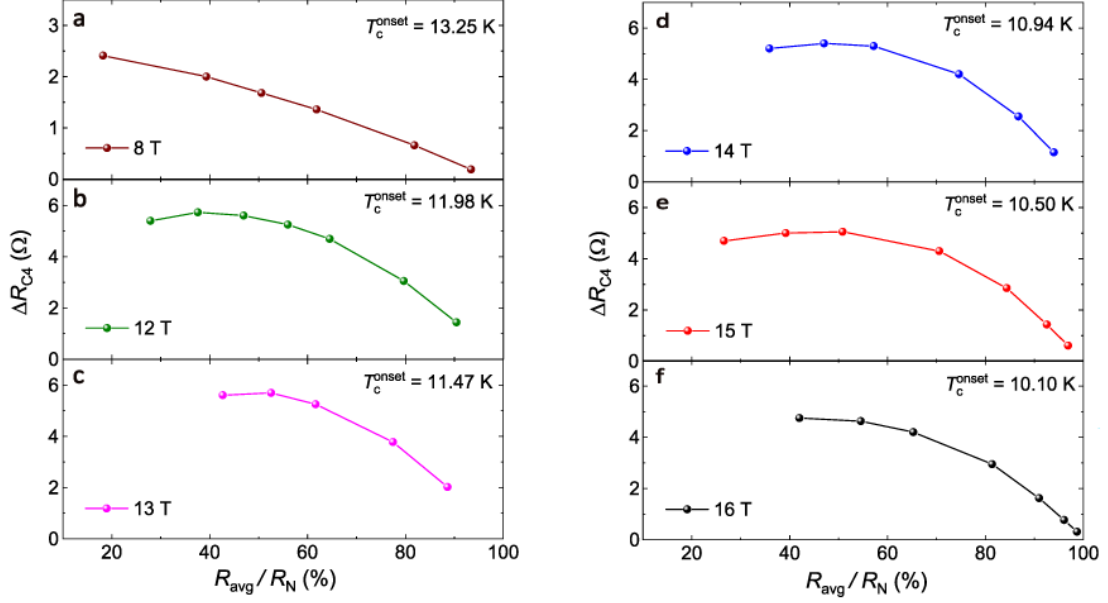 a
T_c^onset = 13.25 K
3
2
1
0
8 T
b
T_c^onset = 11.98 K
6
4
2
0
12 T
ΔR_C4 (Ω)
c
T_c^onset = 11.47 K
6
4
2
0
13 T
20 40 60 80 100
R_avg / R_N (%)
d
T_c^onset = 10.94 K
6
4
2
0
14 T
e
T_c^onset = 10.50 K
6
4
2
0
15 T
ΔR_C4 (Ω)
f
T_c^onset = 10.10 K
6
4
2
0
16 T
20 40 60 80 100
R_avg / R_N (%)